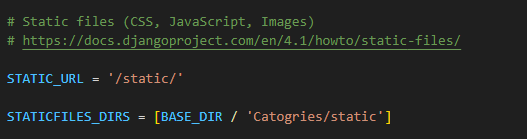 # Static files (CSS, JavaScript, Images)
# https://docs.djangoproject.com/en/4.1/howto/static-files/
STATIC_URL = '/static/'
STATICFILES_DIRS = [BASE_DIR / 'Catogries/static']